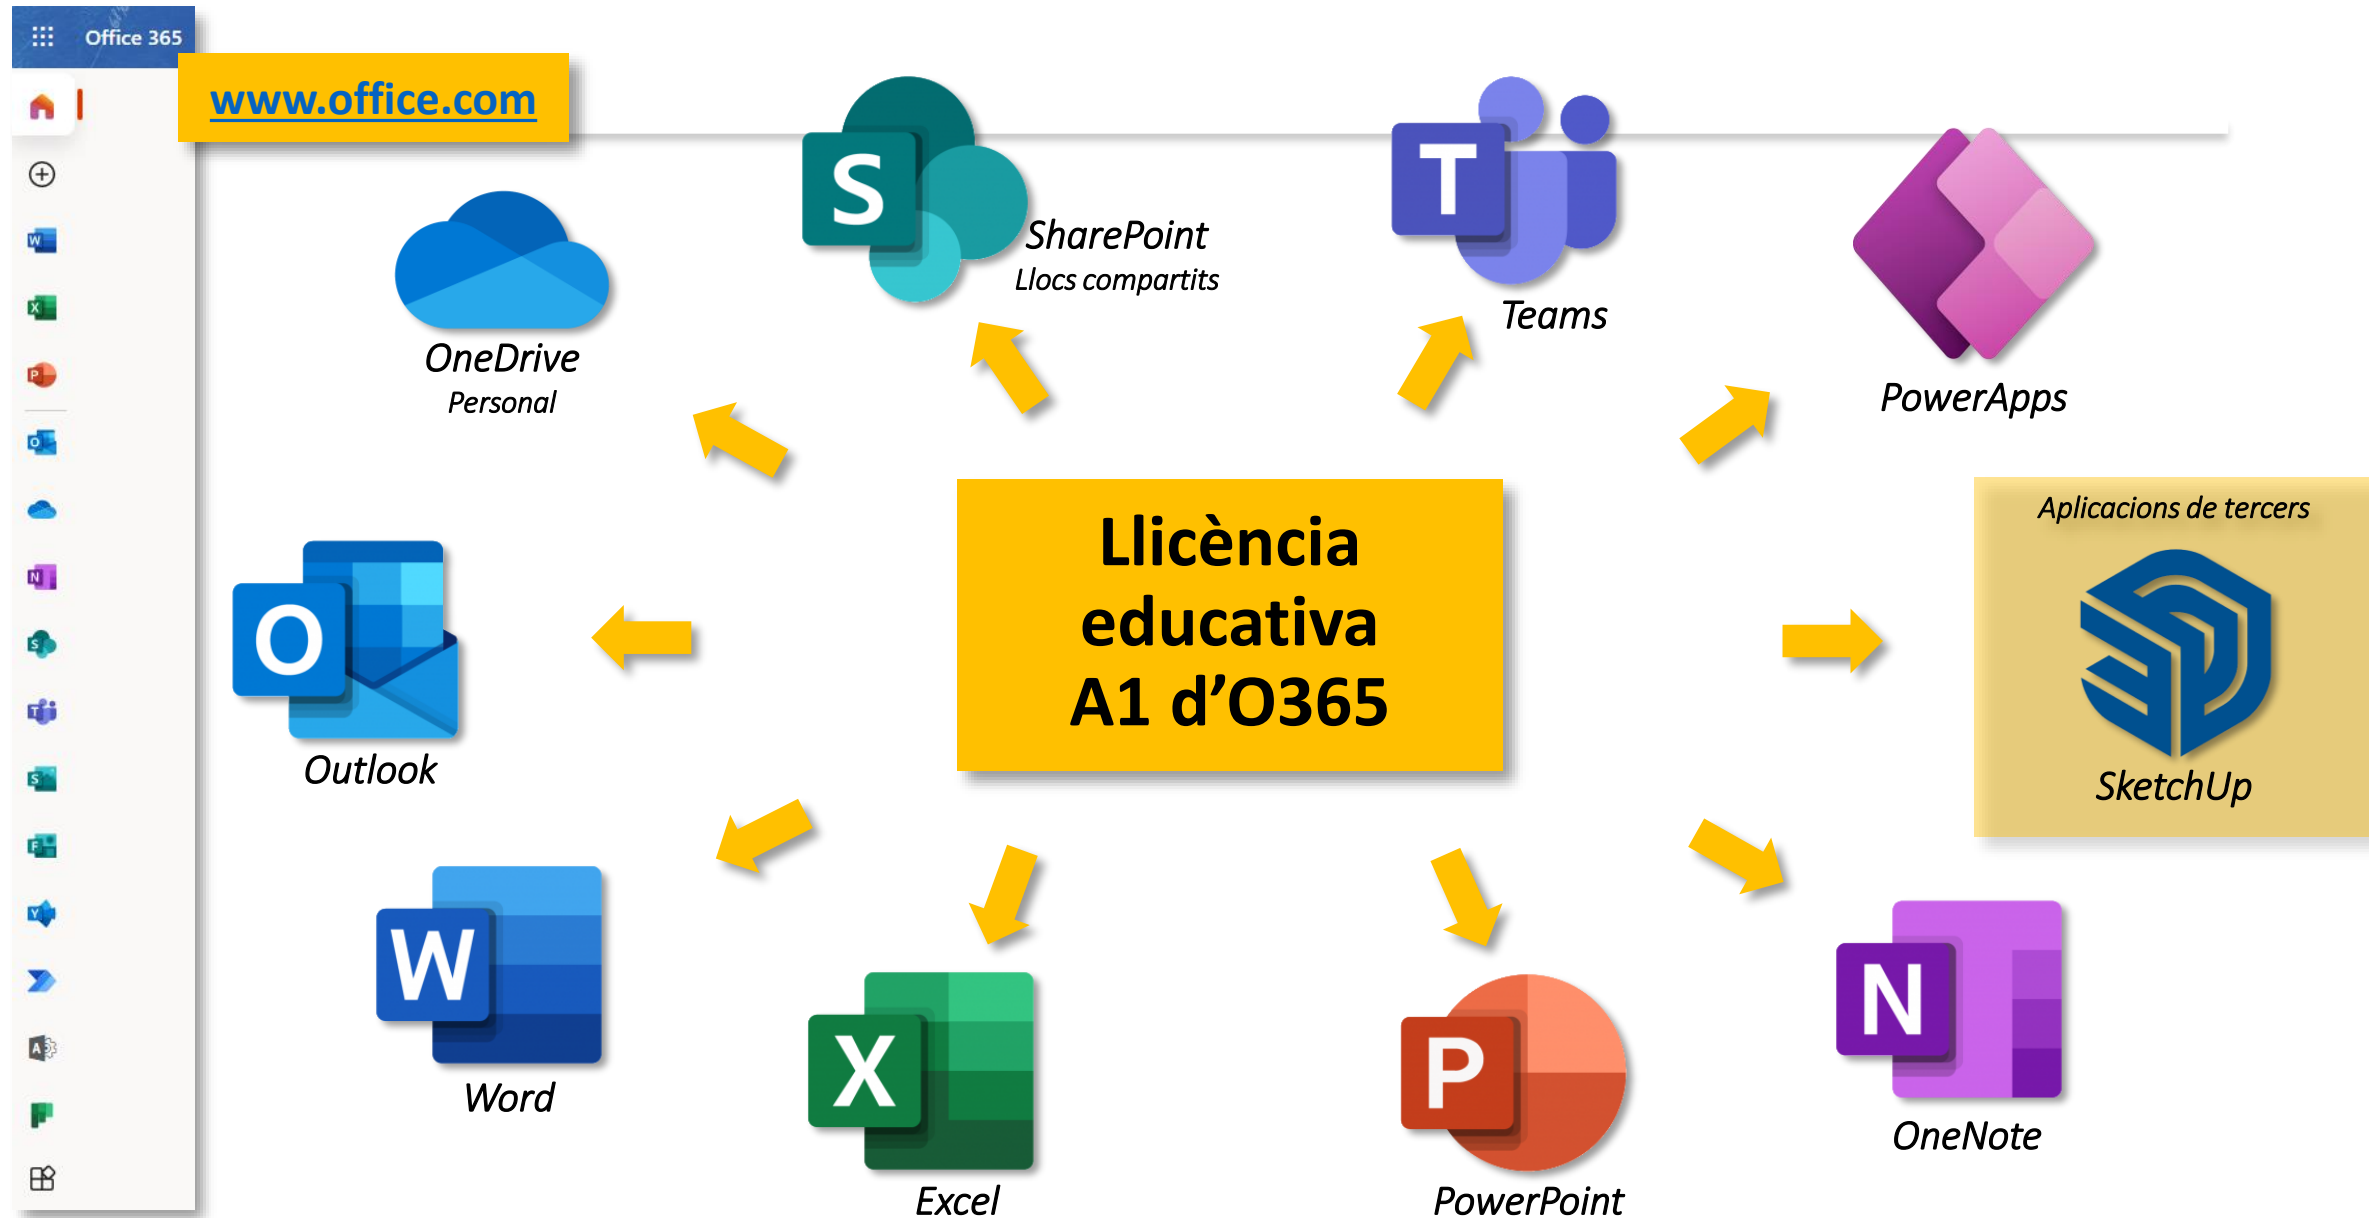 Office 365
www.office.com
S
SharePoint
Llocs compartits
T
Teams
PowerApps
OneDrive
Personal
Llicència
educativa
A1 d’O365
Aplicacions de tercers
SketchUp
O
Outlook
W
Word
X
Excel
P
PowerPoint
N
OneNote
W
X
P
O
N
S
T
S
F
Y
A